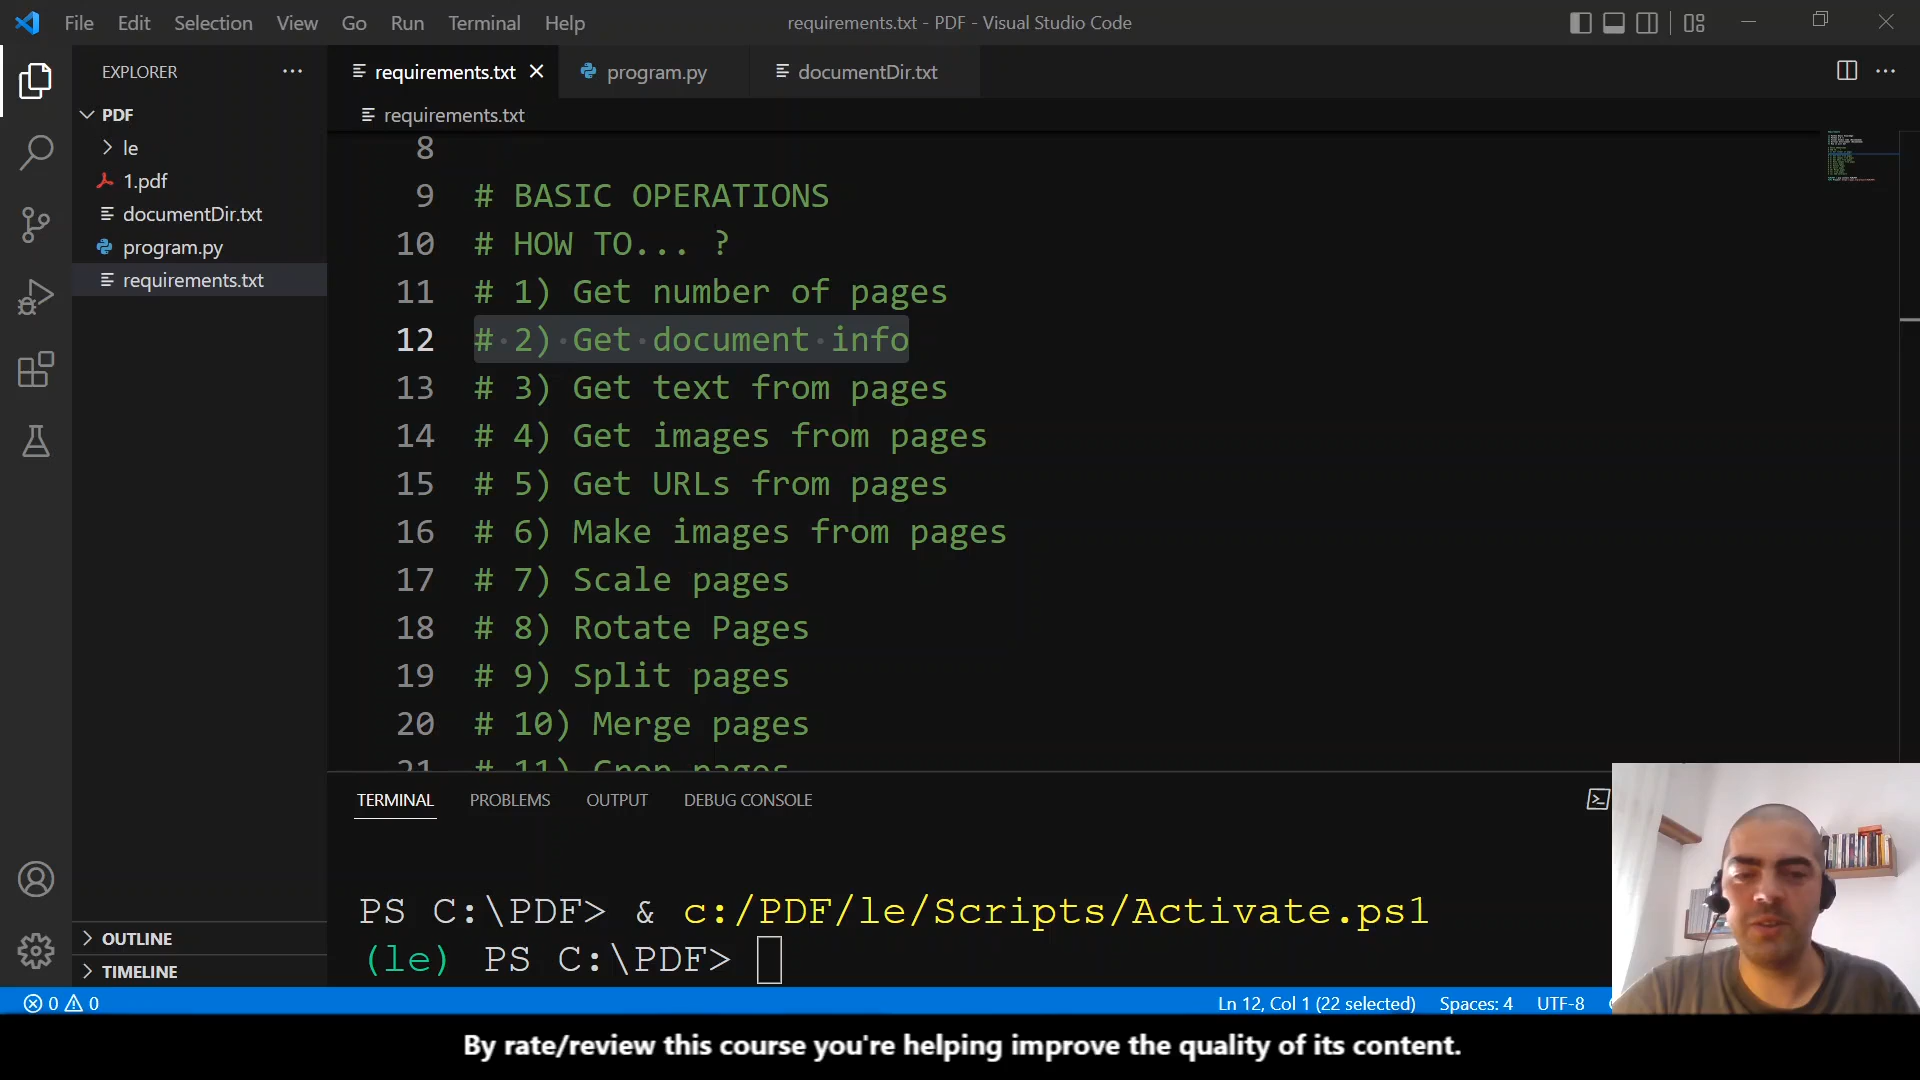 File Edit Selection View Go Run Terminal Help
requirements.txt - PDF - Visual Studio Code
EXPLORER
PDF
le
1.pdf
documentDir.txt
program.py
requirements.txt
OUTLINE
TIMELINE
requirements.txt program.py documentDir.txt
requirements.txt
8
9 # BASIC OPERATIONS
10 # HOW TO... ?
11 # 1) Get number of pages
12 # 2) Get document info
13 # 3) Get text from pages
14 # 4) Get images from pages
15 # 5) Get URLs from pages
16 # 6) Make images from pages
17 # 7) Scale pages
18 # 8) Rotate Pages
19 # 9) Split pages
20 # 10) Merge pages
21 # 11) Crop pages
TERMINAL PROBLEMS OUTPUT DEBUG CONSOLE
PS C:\PDF> & c:/PDF/le/Scripts/Activate.ps1
(le) PS C:\PDF>
0 0 Ln 12, Col 1 (22 selected) Spaces: 4 UTF-8
By rate/review this course you're helping improve the quality of its content.